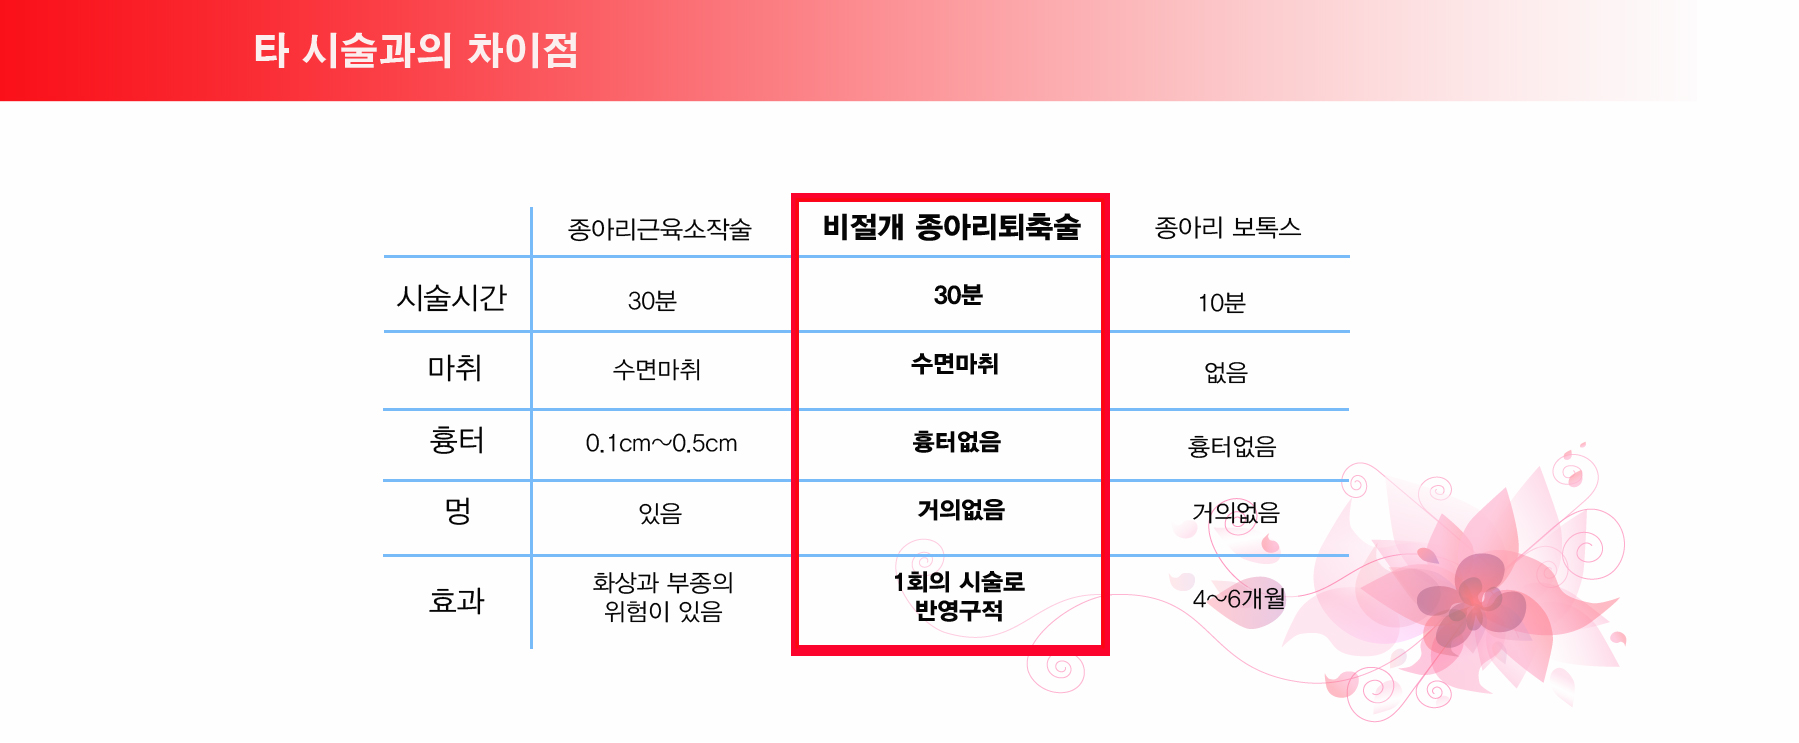 타 시술과의 차이점
종아리근육소작술 비절개 종아리퇴축술 종아리 보톡스
시술시간 30분 30분 10분
마취 수면마취 수면마취 없음
흉터 0.1cm~0.5cm 흉터없음 흉터없음
멍 있음 거의없음 거의없음
효과 화상과 부종의 1회의 시술로 4~6개월
위험이 있음 반영구적